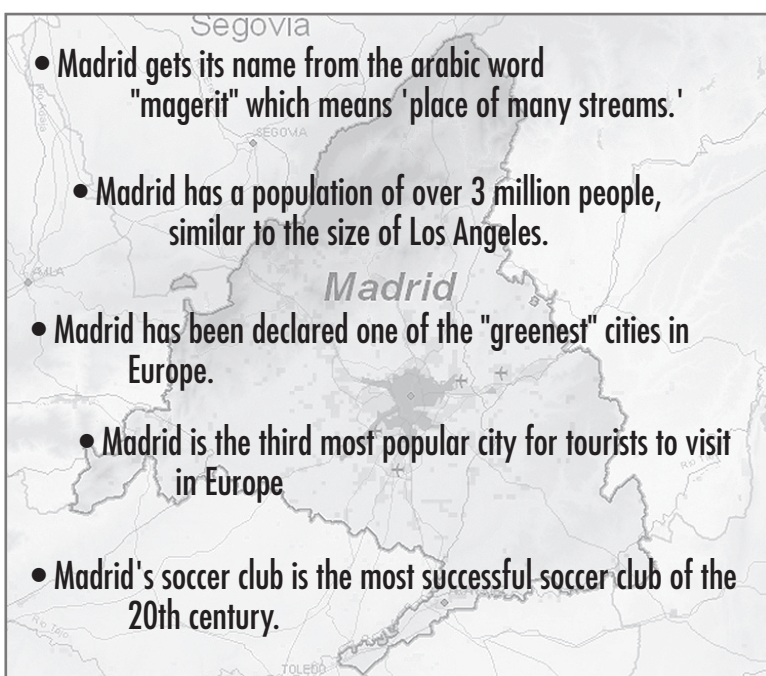 Segovia
• Madrid gets its name from the arabic word
"magerit" which means 'place of many streams.'
SEGOVIA
• Madrid has a population of over 3 million people,
similar to the size of Los Angeles.
Madrid
• Madrid has been declared one of the "greenest" cities in
Europe.
• Madrid is the third most popular city for tourists to visit
in Europe
• Madrid's soccer club is the most successful soccer club of the
20th century.
TOLEDO